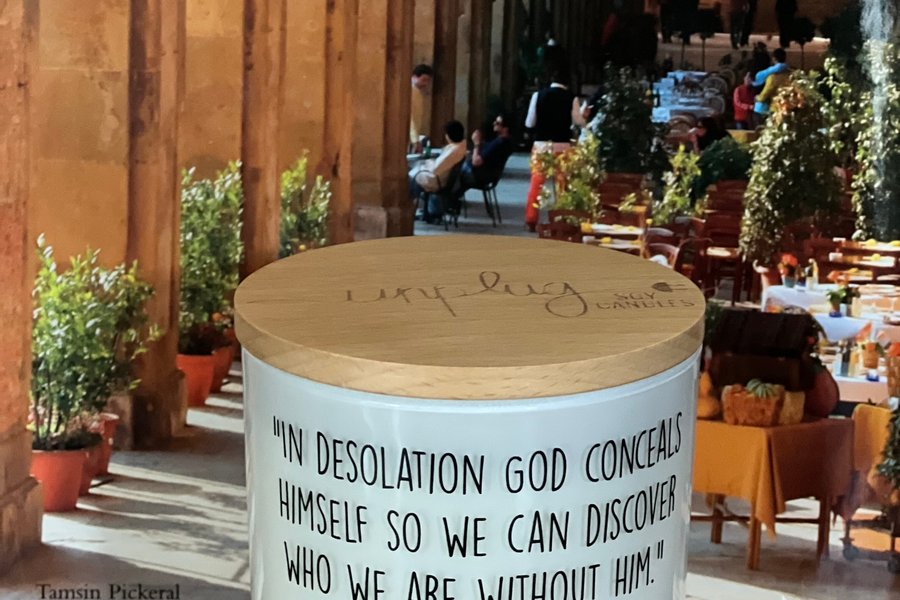 unplug
SOY
CANDLES
"IN DESOLATION GOD CONCEALS
HIMSELF SO WE CAN DISCOVER
WHO WE ARE WITHOUT HIM."
Tamsin Pickeral